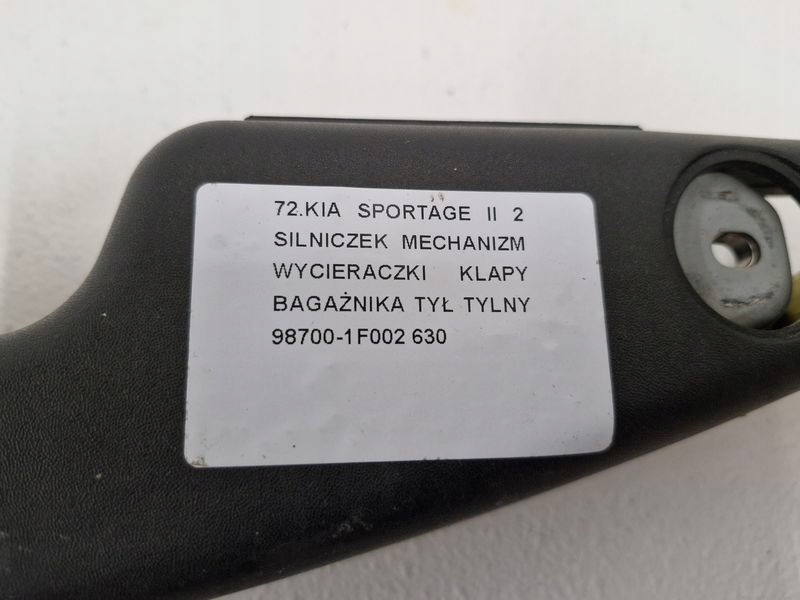 72.KIA SPORTAGE II 2
SILNICZEK MECHANIZM
WYCIERACZKI KLAPY
BAGAŻNIKA TYŁ TYLNY
98700-1F002 630